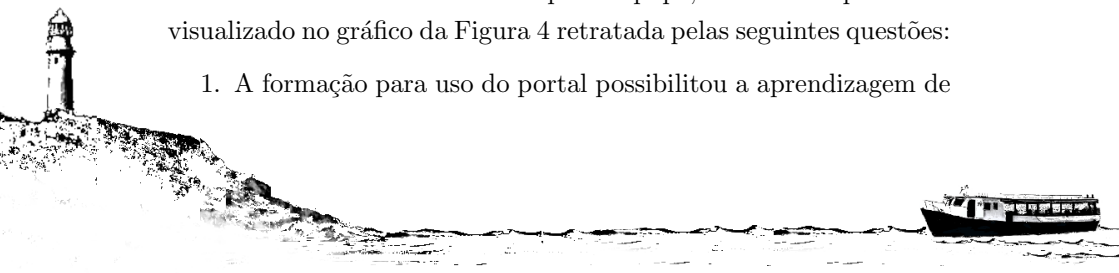 visualizado no gráfico da Figura 4 retratada pelas seguintes questões:
1. A formação para uso do portal possibilitou a aprendizagem de